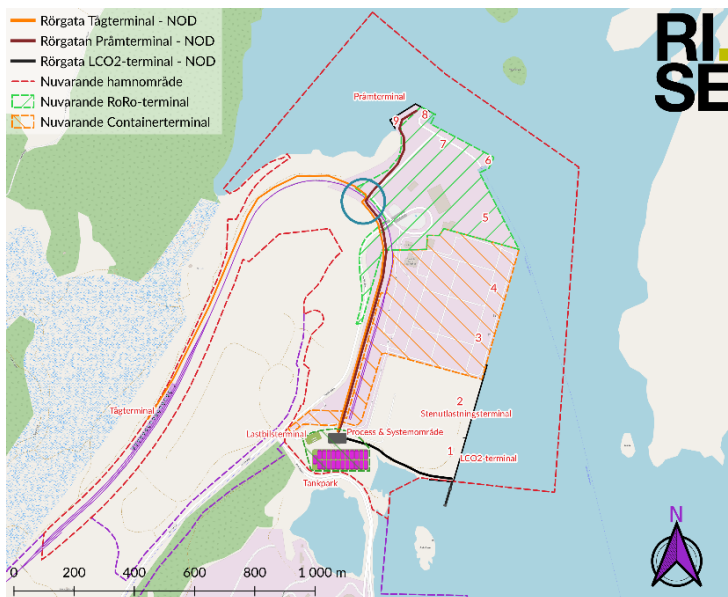 Rörgata Tågterminal - NOD
Rörgatan Pråmterminal - NOD
Rörgata LCO2-terminal - NOD
Nuvarande hamnområde
Nuvarande RoRo-terminal
Nuvarande Containerterminal
RI.
SE
Pråmterminal
9
8
7
6
5
4
3
2
Stenutlastningsterminal
1
LCO2-terminal
Tågterminal
Lastbilsterminal
Process & Systemområde
Tankpark
N
0 200 400 600 800 1 000 m